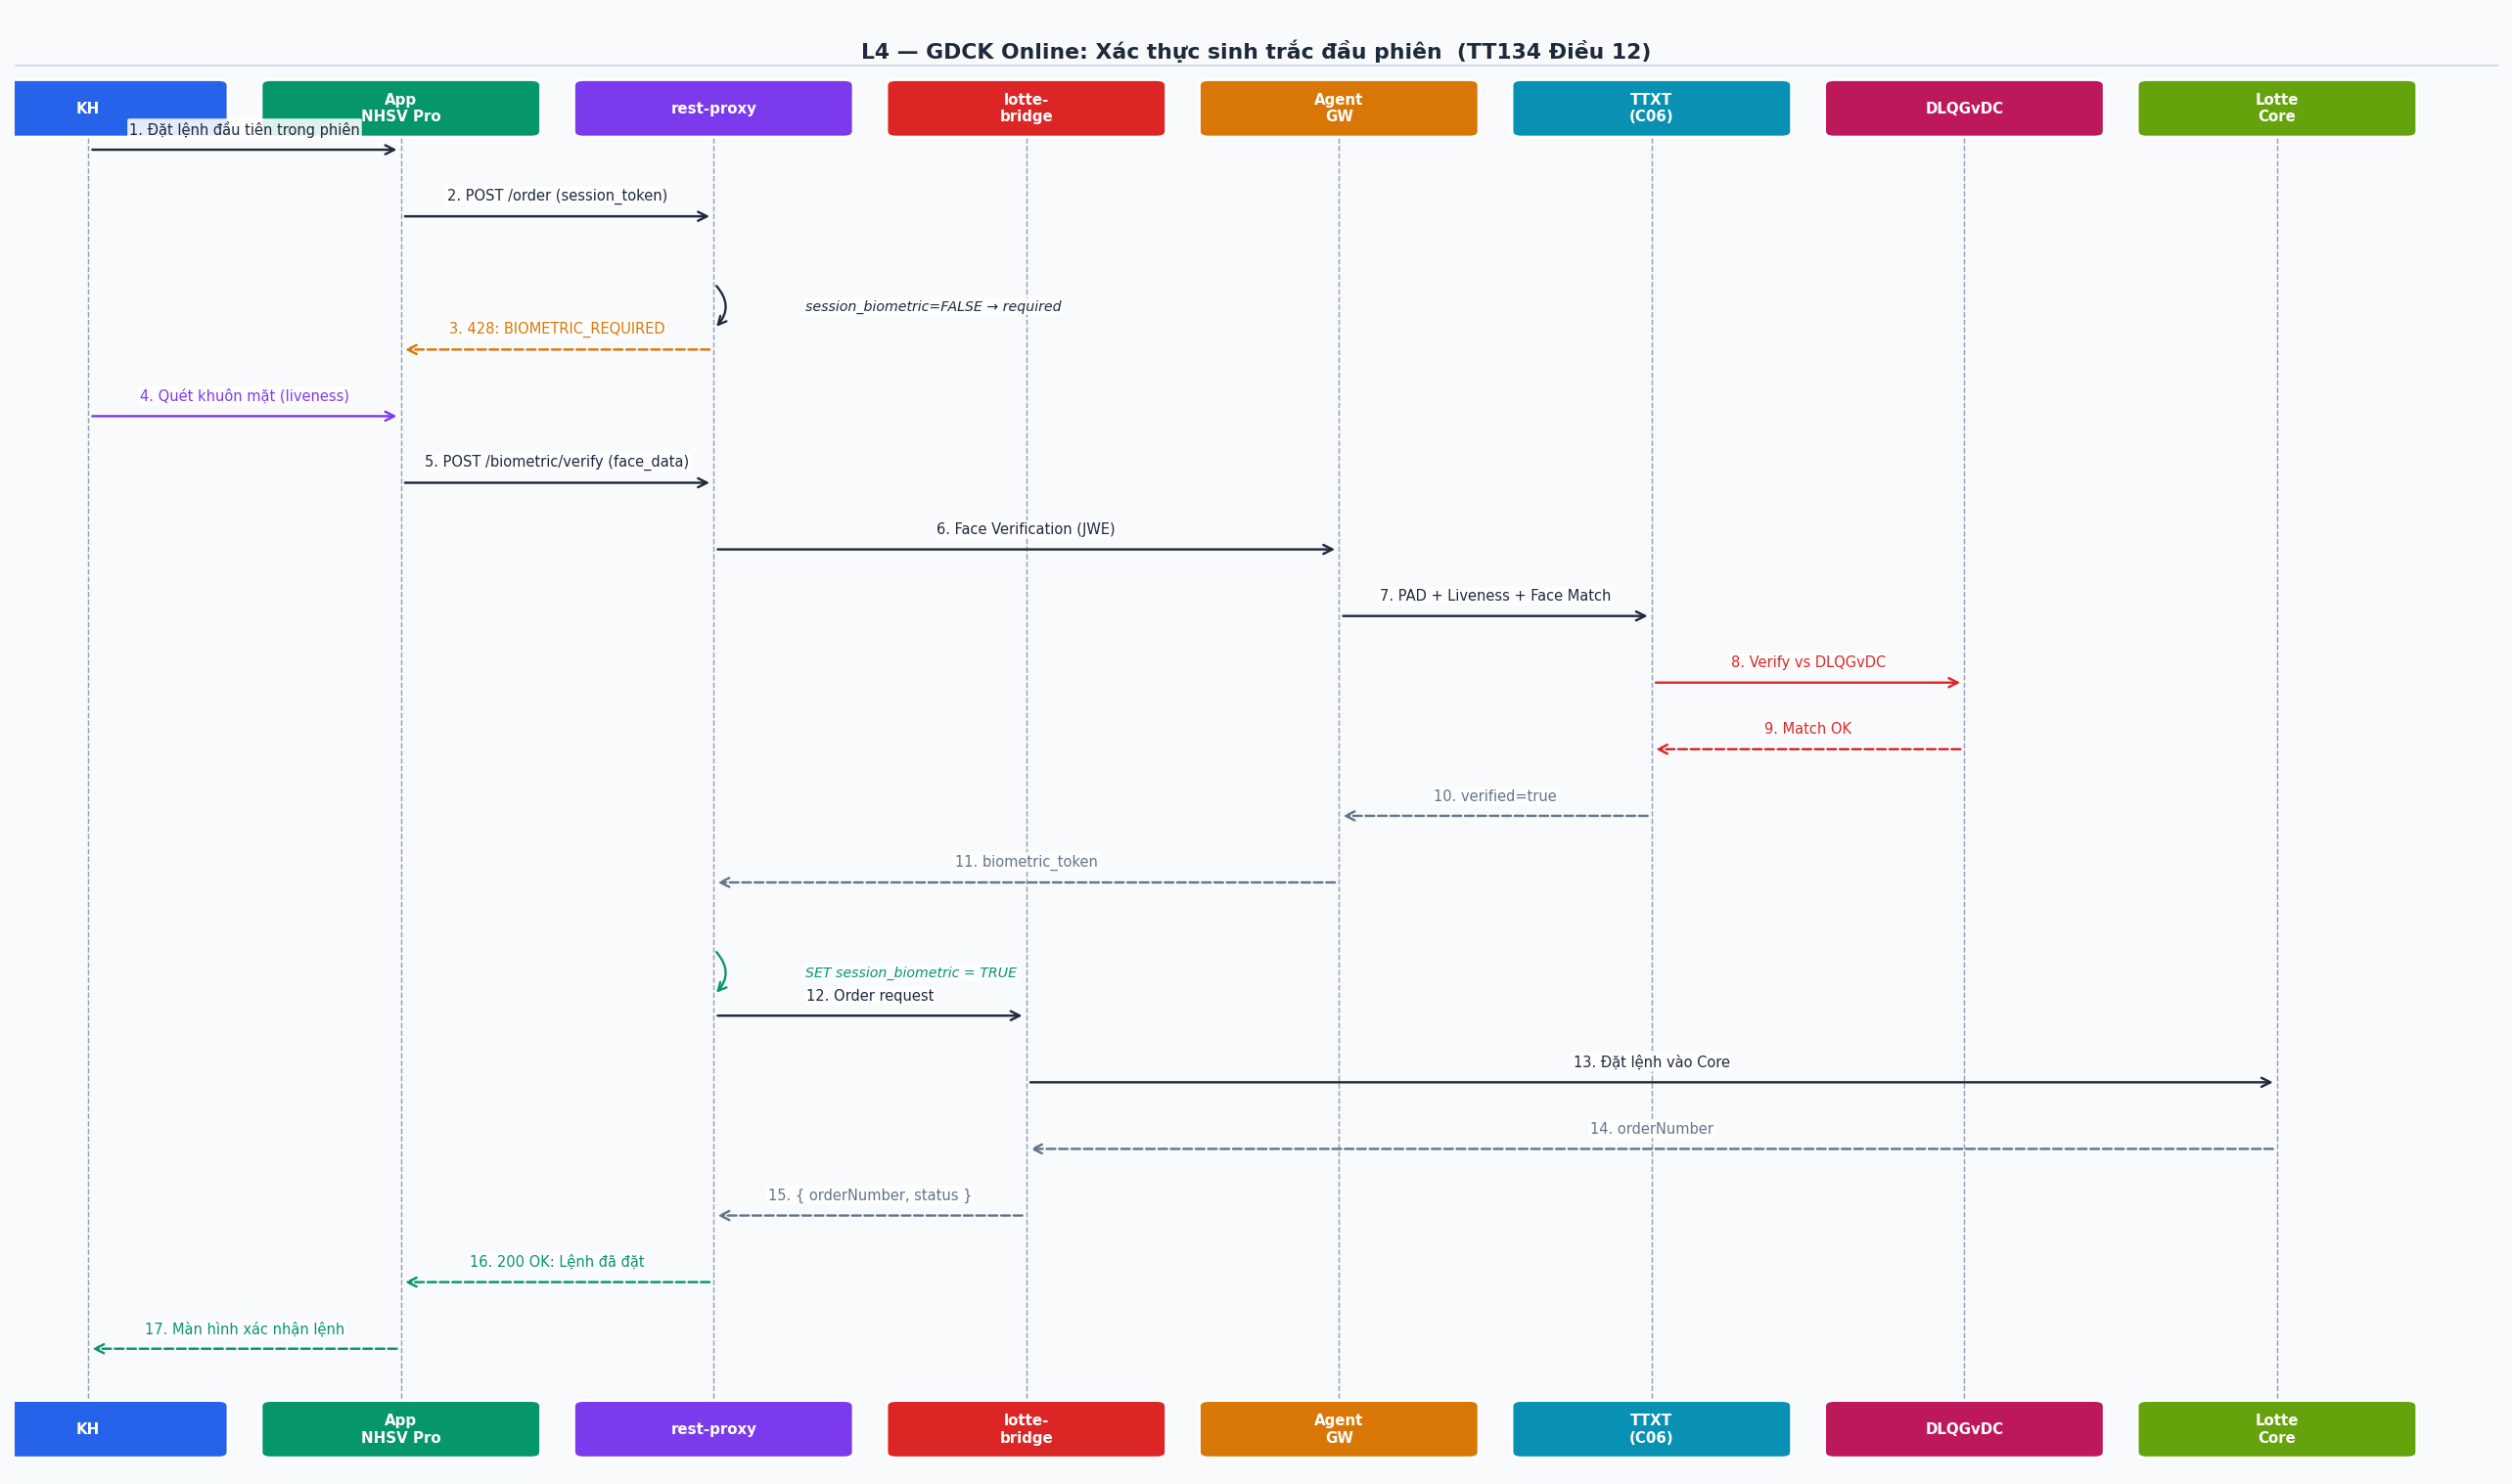 L4 — GDCK Online: Xác thực sinh trắc đầu phiên  (TT134 Điều 12)
KH
App
NHSV Pro
rest-proxy
lotte-
bridge
Agent
GW
TTXT
(C06)
DLQGvDC
Lotte
Core
1. Đặt lệnh đầu tiên trong phiên
2. POST /order (session_token)
session_biometric=FALSE → required
3. 428: BIOMETRIC_REQUIRED
4. Quét khuôn mặt (liveness)
5. POST /biometric/verify (face_data)
6. Face Verification (JWE)
7. PAD + Liveness + Face Match
8. Verify vs DLQGvDC
9. Match OK
10. verified=true
11. biometric_token
SET session_biometric = TRUE
12. Order request
13. Đặt lệnh vào Core
14. orderNumber
15. { orderNumber, status }
16. 200 OK: Lệnh đã đặt
17. Màn hình xác nhận lệnh
KH
App
NHSV Pro
rest-proxy
lotte-
bridge
Agent
GW
TTXT
(C06)
DLQGvDC
Lotte
Core